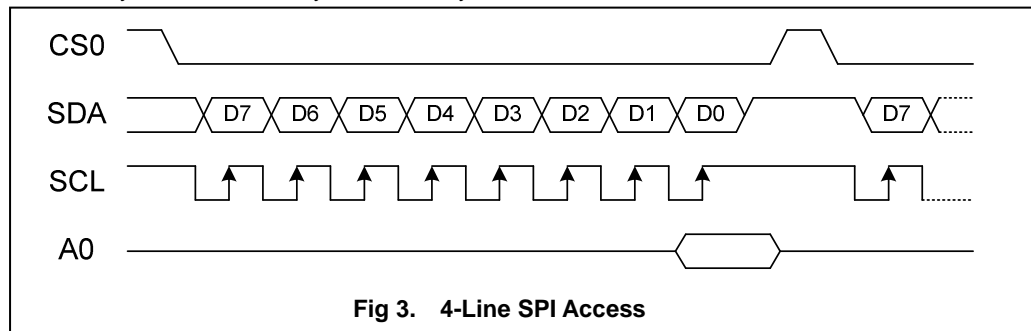 CS0
SDA D7 D6 D5 D4 D3 D2 D1 D0 D7
SCL
A0
Fig 3. 4-Line SPI Access